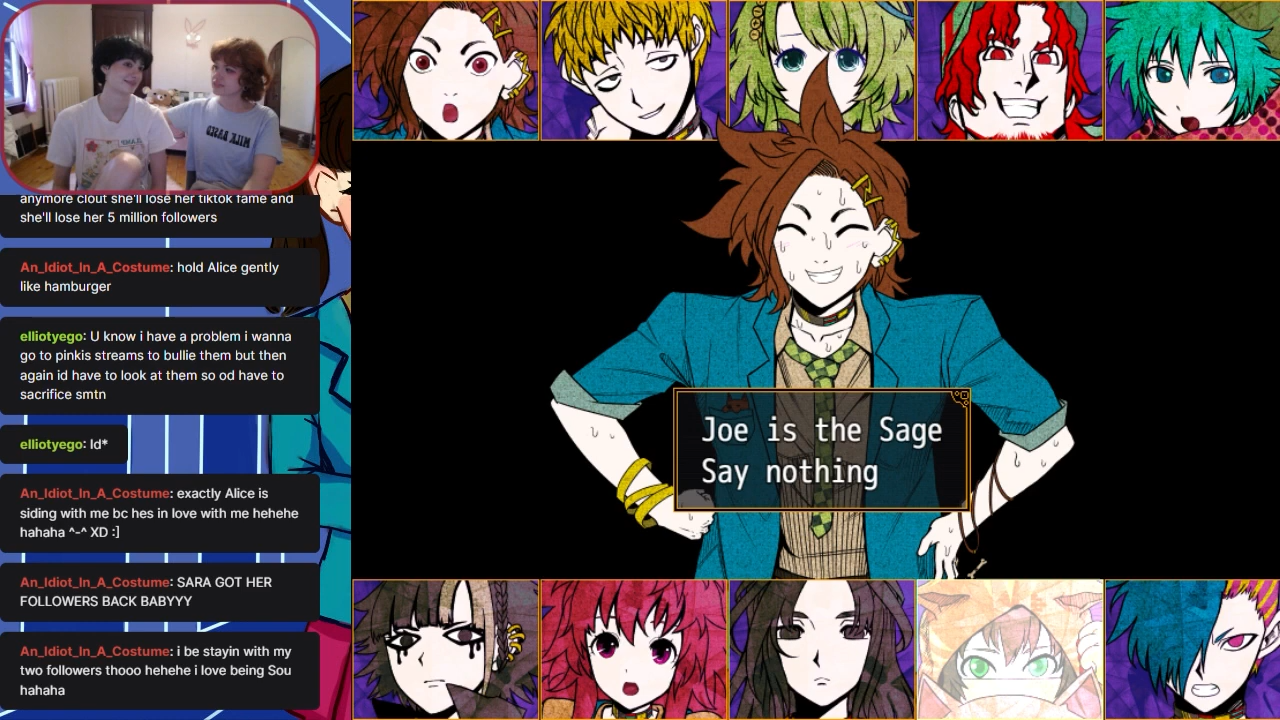 anymore clout she'll lose her tiktok fame and
she'll lose her 5 million followers
An_Idiot_In_A_Costume: hold Alice gently
like hamburger
elliotyego: U know i have a problem i wanna
go to pinkis streams to bullie them but then
again id have to look at them so od have to
sacrifice smtn
elliotyego: Id*
An_Idiot_In_A_Costume: exactly Alice is
siding with me bc hes in love with me hehehe
hahaha ^-^ XD :]
An_Idiot_In_A_Costume: SARA GOT HER
FOLLOWERS BACK BABYYY
An_Idiot_In_A_Costume: i be stayin with my
two followers thooo hehehe i love being Sou
hahaha
Joe is the Sage
Say nothing